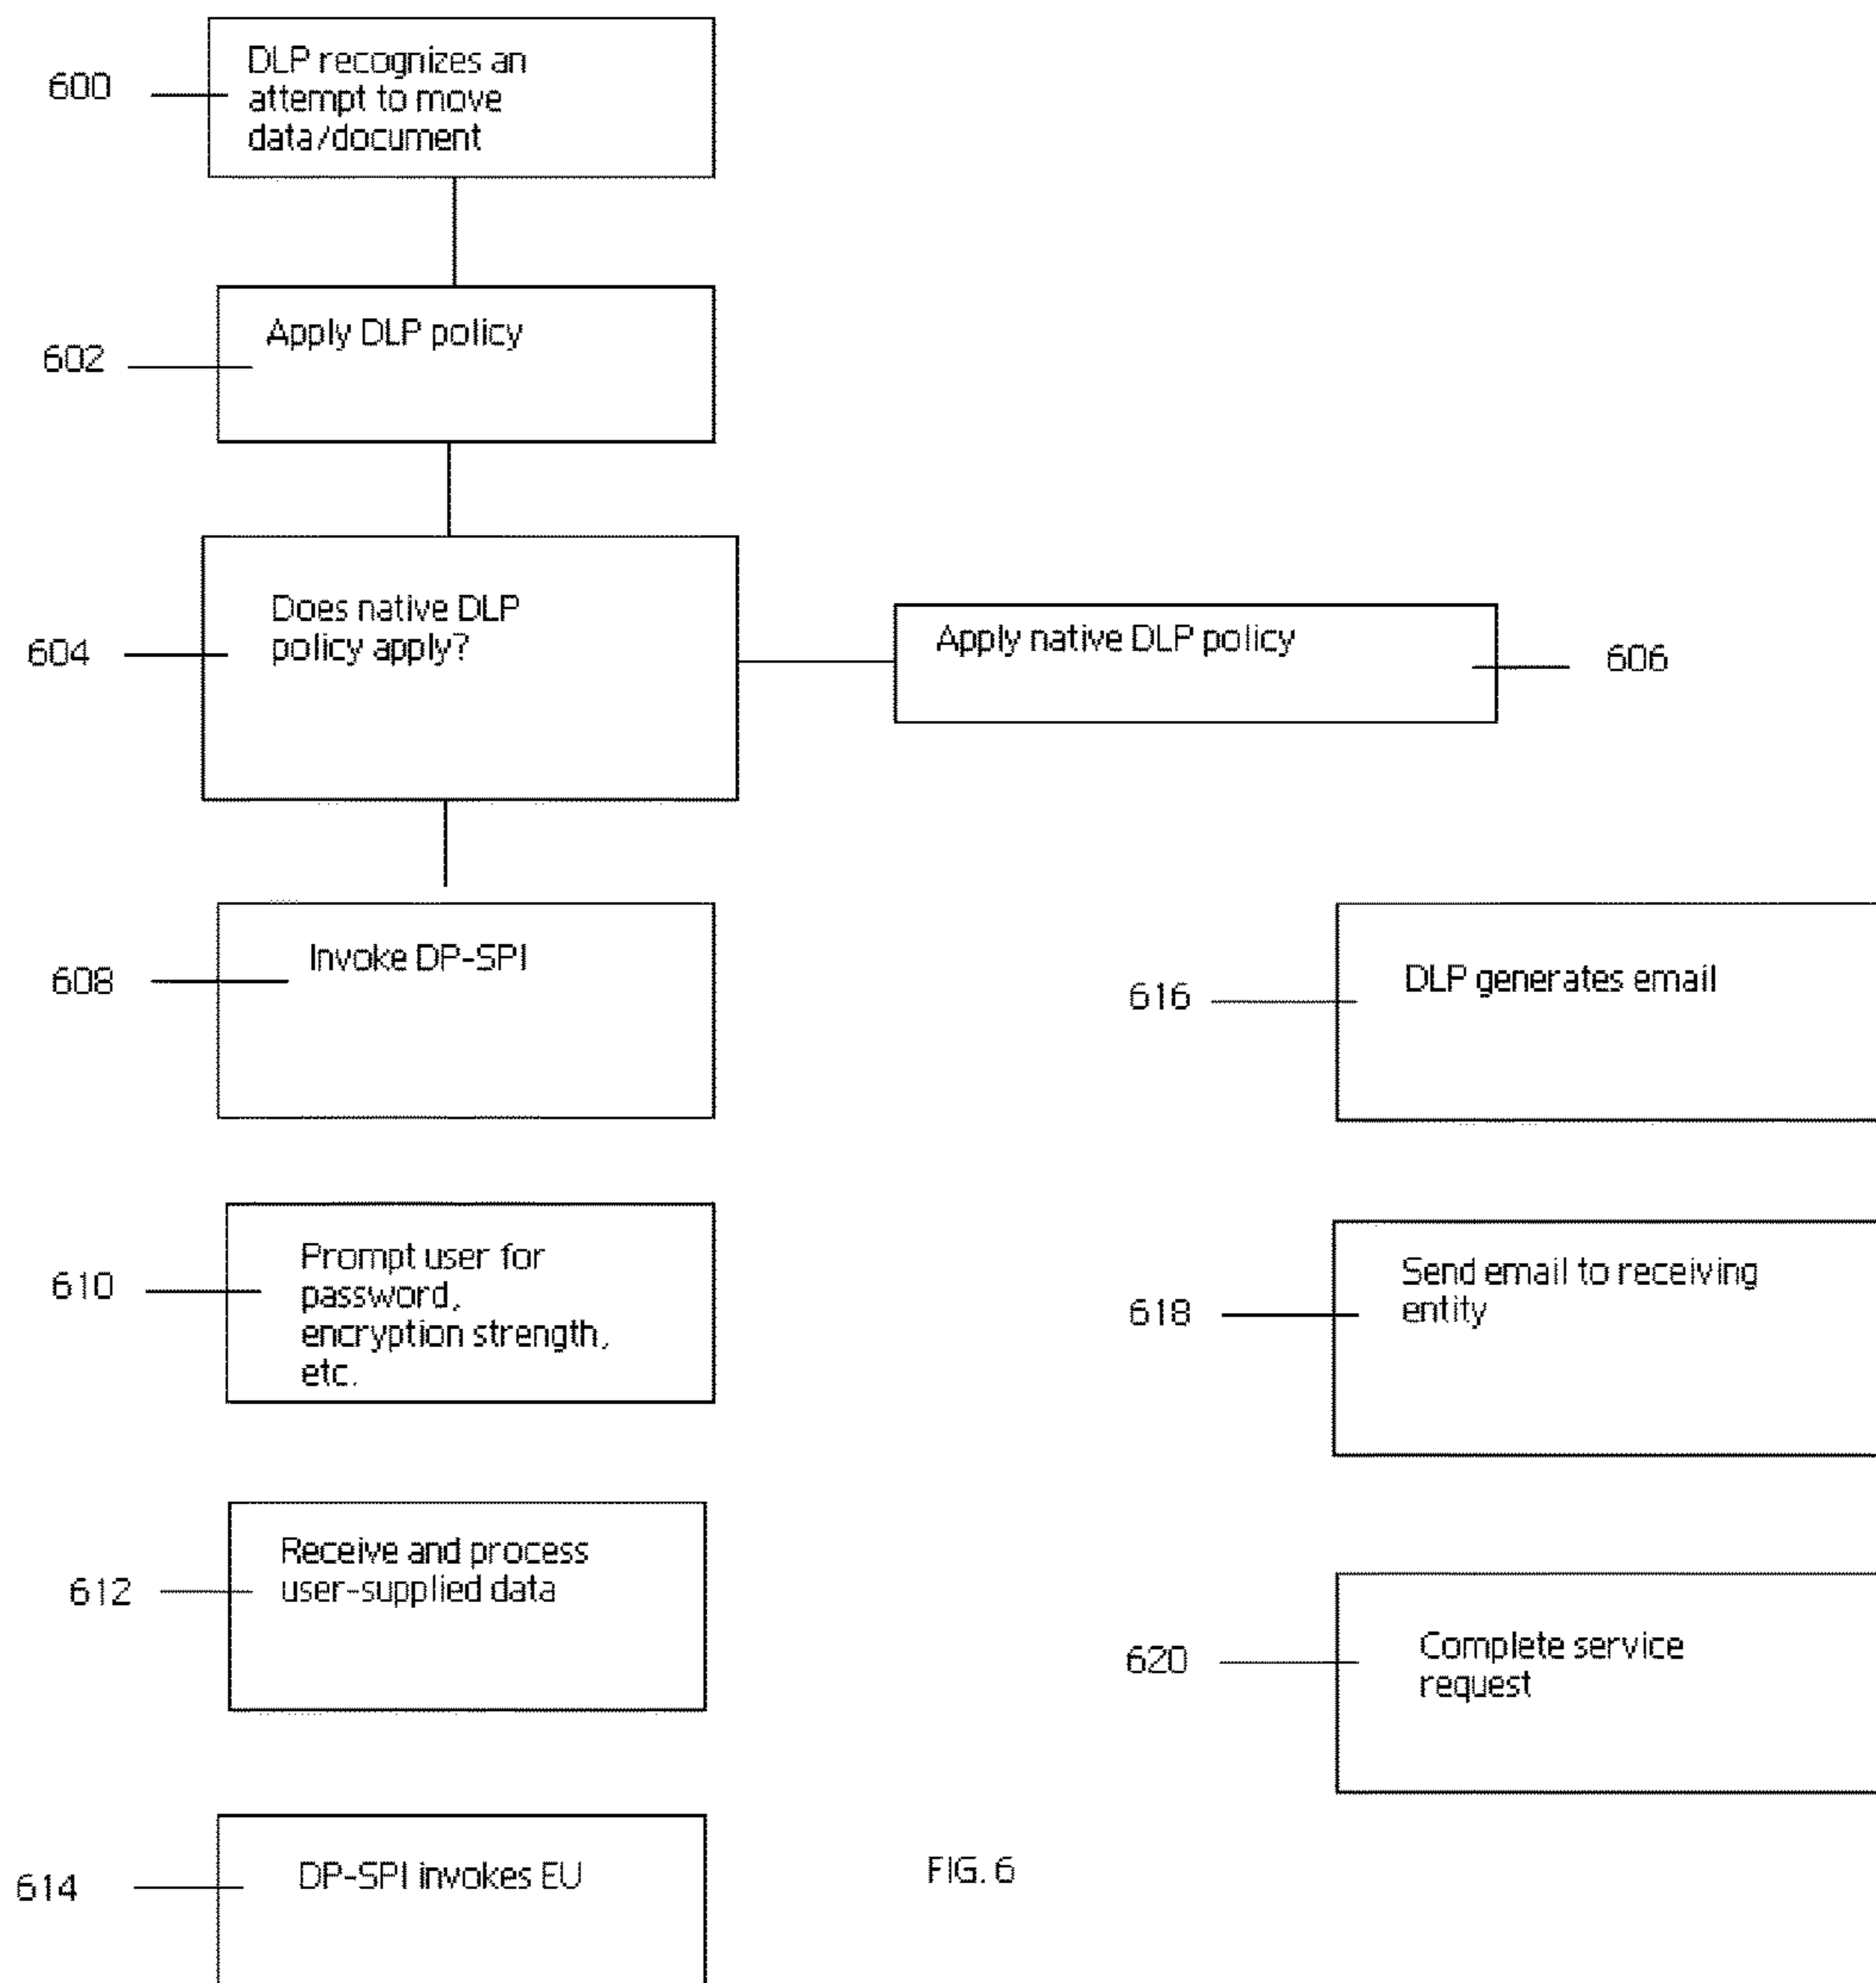 600
DLP recognizes an
attempt to move
data/document
602
Apply DLP policy
604
Does native DLP
policy apply?
Apply native DLP policy
606
608
Invoke DP-SPI
610
Prompt user for
password,
encryption strength,
etc.
612
Receive and process
user-supplied data
614
DP-SPI invokes EU
616
DLP generates email
618
Send email to receiving
entity
620
Complete service
request
FIG. 6